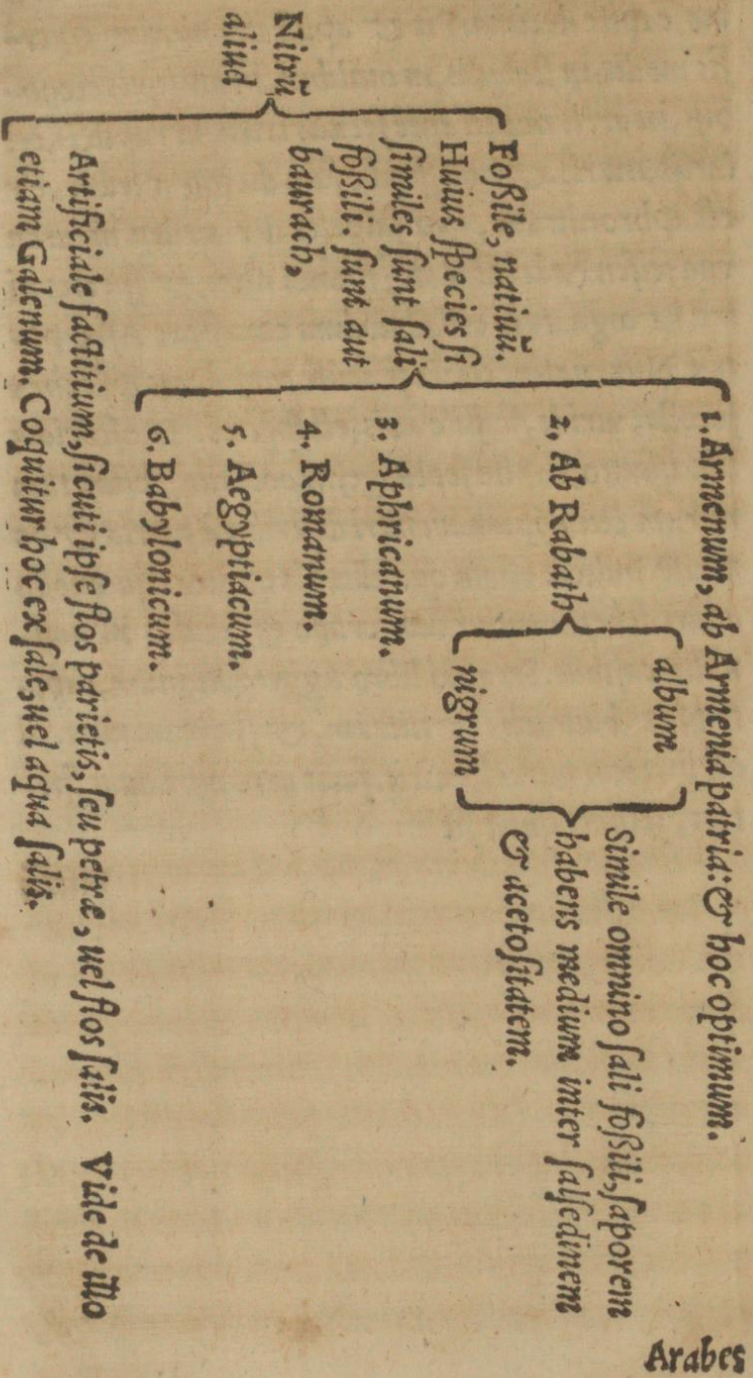 Nitrũ
aliud
Foßile, natiuũ.
Huius ſpecies ſi
ſimiles ſunt ſali
foßili. ſunt aut
baurach,
1. Armenum, ab Armenia patria: & hoc optimum.
2, Ab Rabath
album
nigrum
Simile omnino ſali foßili, ſaporem
habens medium inter ſalſedinem
& acetoſitatem.
3. Aphricanum.
4. Romanum.
5. Aegyptiacum.
6. Babylonicum.
Artificiale factitium, ſicuti ipſe flos parietis, ſeu petræ, uel flos ſalis. Vide de illo
etiam Galenum. Coquitur hoc ex ſale, uel aqua ſalis.
Arabes